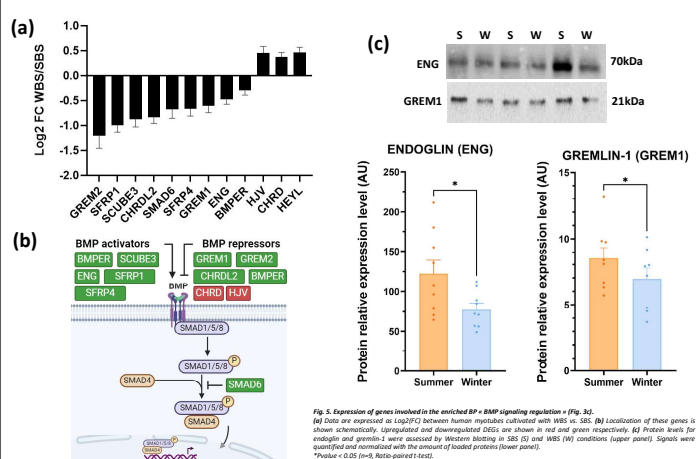 (a)
Log2 FC WBS/SBS
1.0
0.5
0.0
-0.5
-1.0
-1.5
-2.0
GREM2
SFRP1
SCUBE3
CHRDL2
SMAD6
SFRP4
GREM1
ENG
BMPER
HJV
CHRD
HEYL
(b)
BMP activators
BMPER SCUBE3
ENG SFRP1
SFRP4
BMP repressors
GREM1 GREM2
CHRDL2 BMPER
CHRD HJV
BMP
SMAD1/5/8
P
SMAD1/5/8
SMAD4
SMAD6
P
SMAD1/5/8
SMAD4
P
(c)
S W S W S W
ENG 70kDa
GREM1 21kDa
ENDOGLIN (ENG)
Protein relative expression level (AU)
250
200
150
100
50
0
*
Summer Winter
GREMLIN-1 (GREM1)
Protein relative expression level (AU)
15
10
5
0
*
Summer Winter
Fig. 5. Expression of genes involved in the enriched BP « BMP signaling regulation » (Fig. 3c).
(a) Data are expressed as Log2(FC) between human myotubes cultivated with WBS vs. SBS. (b) Localization of these genes is
shown schematically. Upregulated and downregulated DEGs are shown in red and green respectively. (c) Protein levels for
endoglin and gremlin-1 were assessed by Western blotting in SBS (S) and WBS (W) conditions (upper panel). Signals were
quantified and normalized with the amount of loaded proteins (lower panel).
*Pvalue < 0.05 (n=9, Ratio-paired t-test).